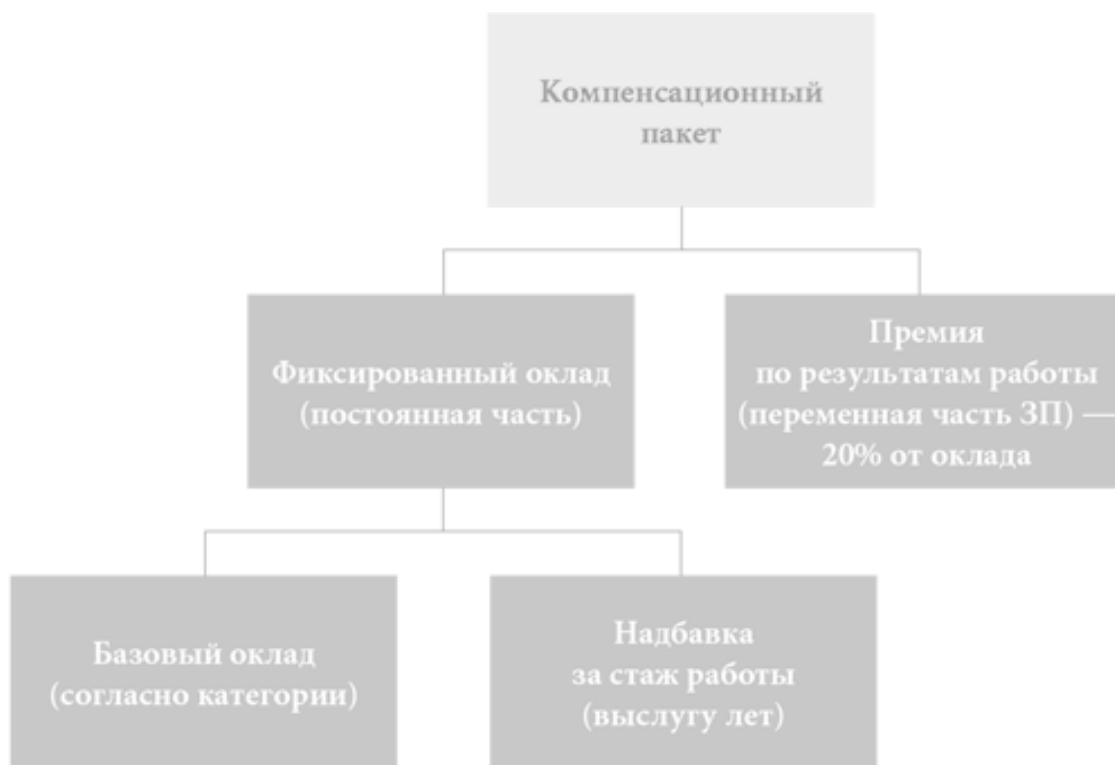 Компенсационный
пакет
Фиксированный оклад
(постоянная часть)
Премия
по результатам работы
(переменная часть ЗП) —
20% от оклада
Базовый оклад
(согласно категории)
Надбавка
за стаж работы
(выслугу лет)